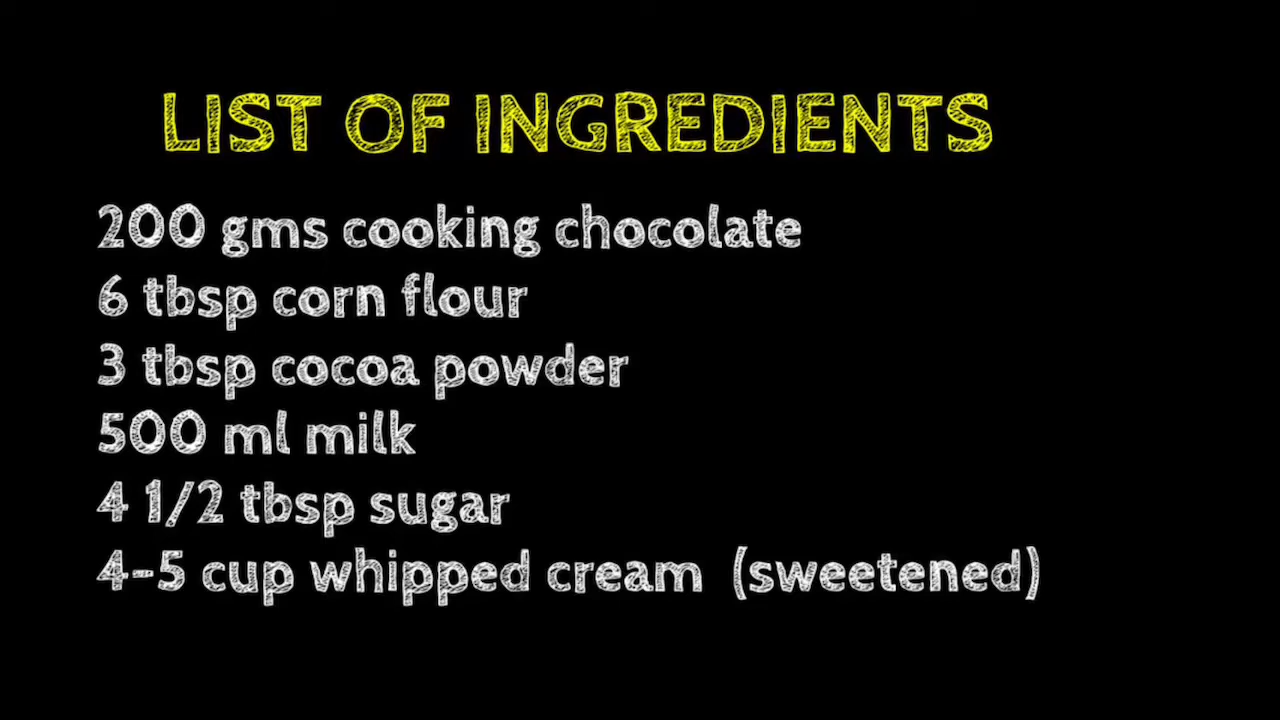 LIST OF INGREDIENTS
200 gms cooking chocolate
6 tbsp corn flour
3 tbsp cocoa powder
500 ml milk
4 1/2 tbsp sugar
4-5 cup whipped cream (sweetened)